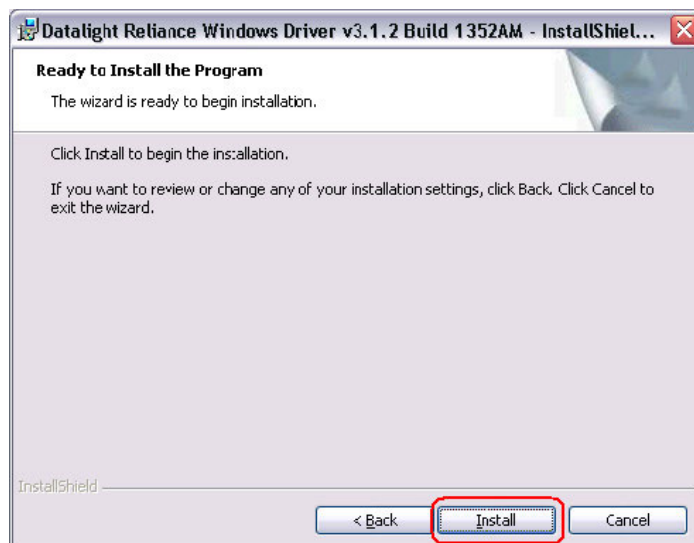 Datalight Reliance Windows Driver v3.1.2 Build 1352AM - InstallShiel...
Ready to Install the Program
The wizard is ready to begin installation.
Click Install to begin the installation.
If you want to review or change any of your installation settings, click Back. Click Cancel to
exit the wizard.
InstallShield
< Back
Install
Cancel